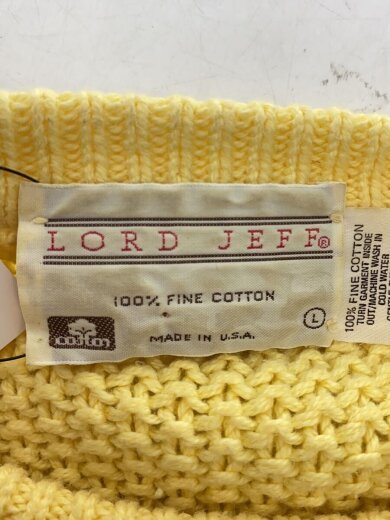 LORD JEFF®
100% FINE COTTON
L
MADE IN U.S.A.
100% FINE COTTON
TURN GARMENT INSIDE
OUT/MACHINE WASH IN
COLD WATER